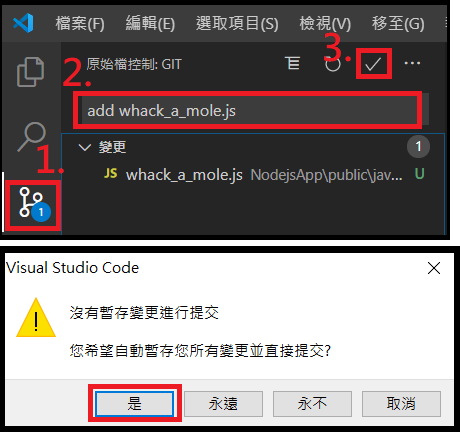 檔案(F) 編輯(E) 選取項目(S) 檢視(V) 移至(G)
3.
2. 原始檔控制: GIT ...
add whack_a_mole.js
1.
變更 1
JS whack_a_mole.js NodejsApp\public\jav... U
1
Visual Studio Code
沒有暫存變更進行提交
您希望自動暫存您所有變更並直接提交?
是 永遠 永不 取消